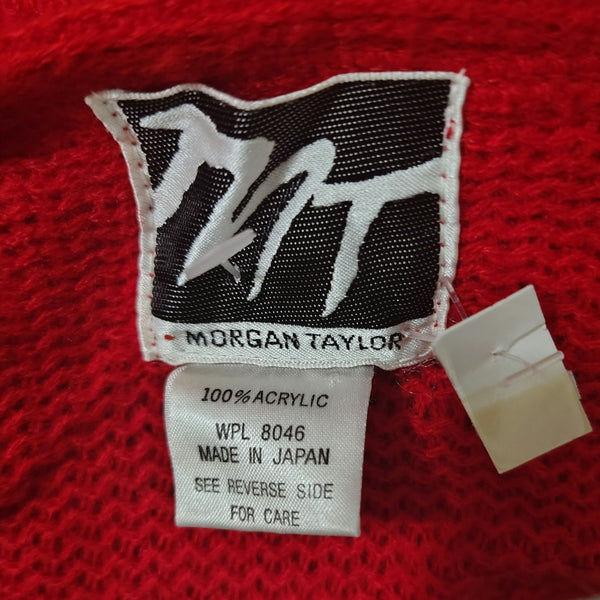 MT
MORGAN TAYLOR
100% ACRYLIC
WPL 8046
MADE IN JAPAN
SEE REVERSE SIDE
FOR CARE